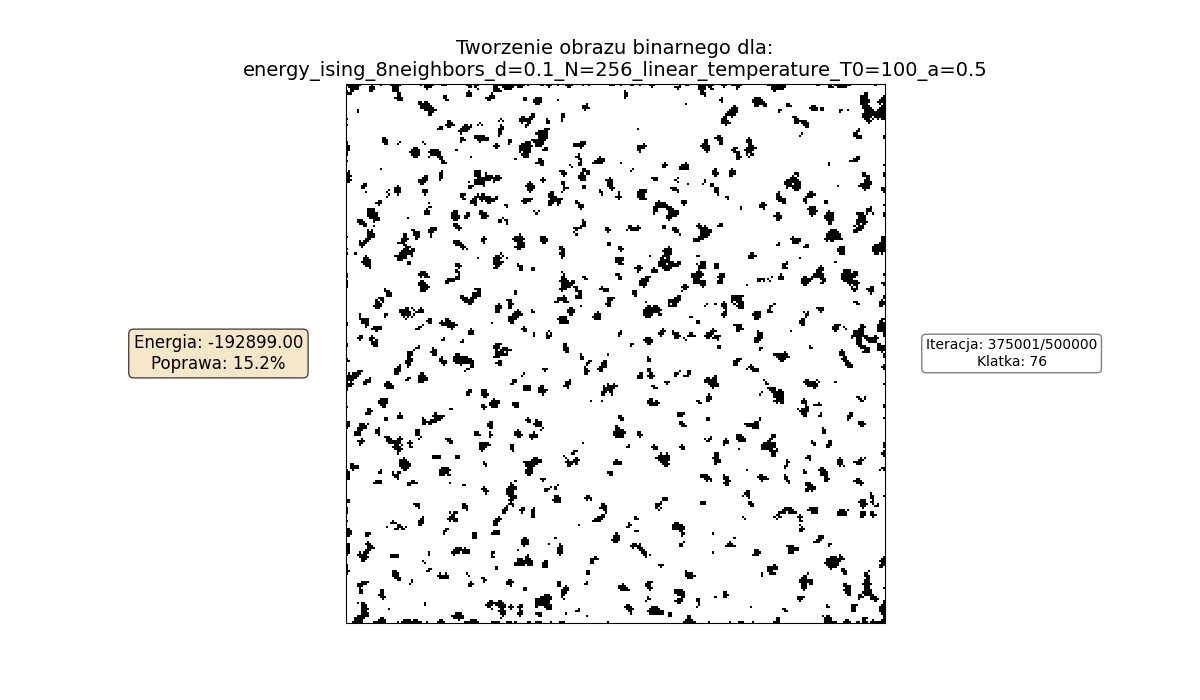 Tworzenie obrazu binarnego dla:
energy_ising_8neighbors_d=0.1_N=256_linear_temperature_T0=100_a=0.5
Energia: -192899.00
Poprawa: 15.2%
Iteracja: 375001/500000
Klatka: 76